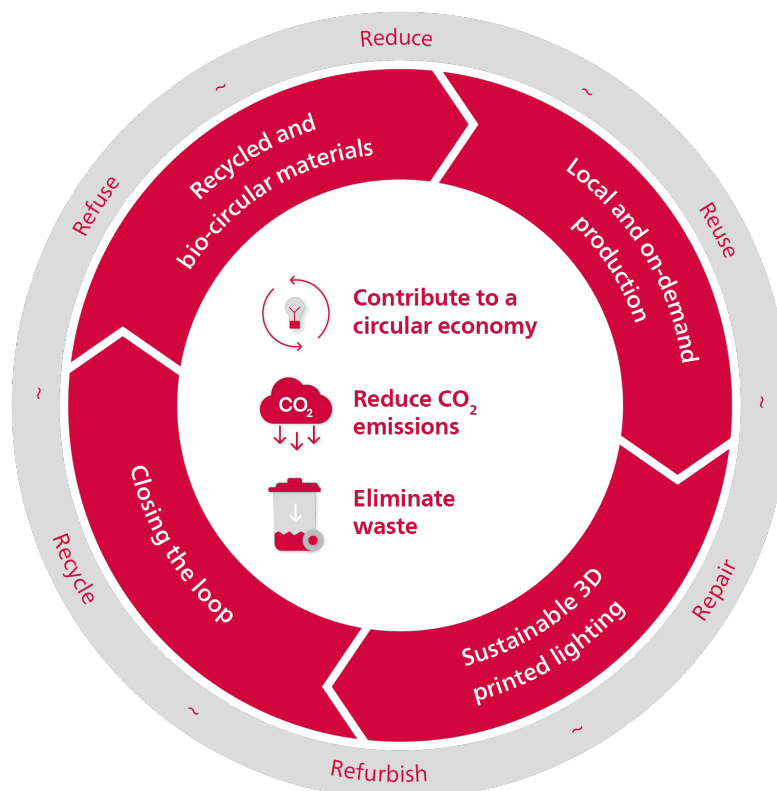 Reduce
~
Reuse
~
Repair
~
Refurbish
~
Recycle
~
Refuse
~
Recycled and
bio-circular materials
Local and on-demand
production
Sustainable 3D
printed lighting
Closing the loop
Contribute to a
circular economy
CO₂
Reduce CO₂
emissions
Eliminate
waste